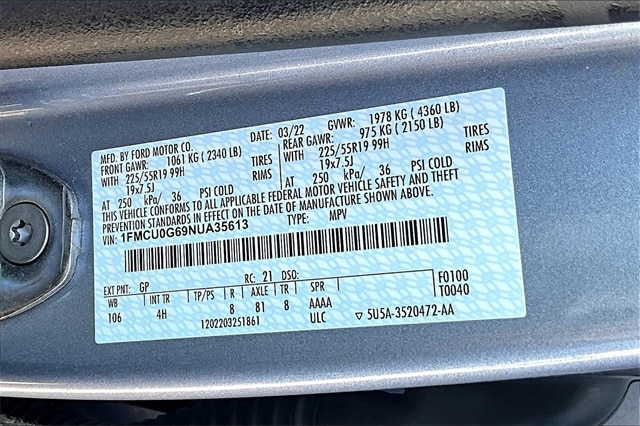 MFD. BY FORD MOTOR CO. DATE: 03/22 GVWR: 1978 KG ( 4360 LB)
FRONT GAWR: 1061 KG ( 2340 LB) REAR GAWR: 975 KG ( 2150 LB)
WITH 225/55R19 99H TIRES WITH 225/55R19 99H TIRES
19x7.5J RIMS 19x7.5J RIMS
AT 250 kPa/ 36 PSI COLD AT 250 kPa/ 36 PSI COLD
THIS VEHICLE CONFORMS TO ALL APPLICABLE FEDERAL MOTOR VEHICLE SAFETY AND THEFT
PREVENTION STANDARDS IN EFFECT ON THE DATE OF MANUFACTURE SHOWN ABOVE.
VIN: 1FMCU0G69NUA35613 TYPE: MPV
EXT PNT: GP RC: 21 DSO: F0100
WB INT TR TP/PS R AXLE TR SPR T0040
106 4H 8 81 8 AAAA
1202203251861 ULC ▽ 5U5A-3520472-AA